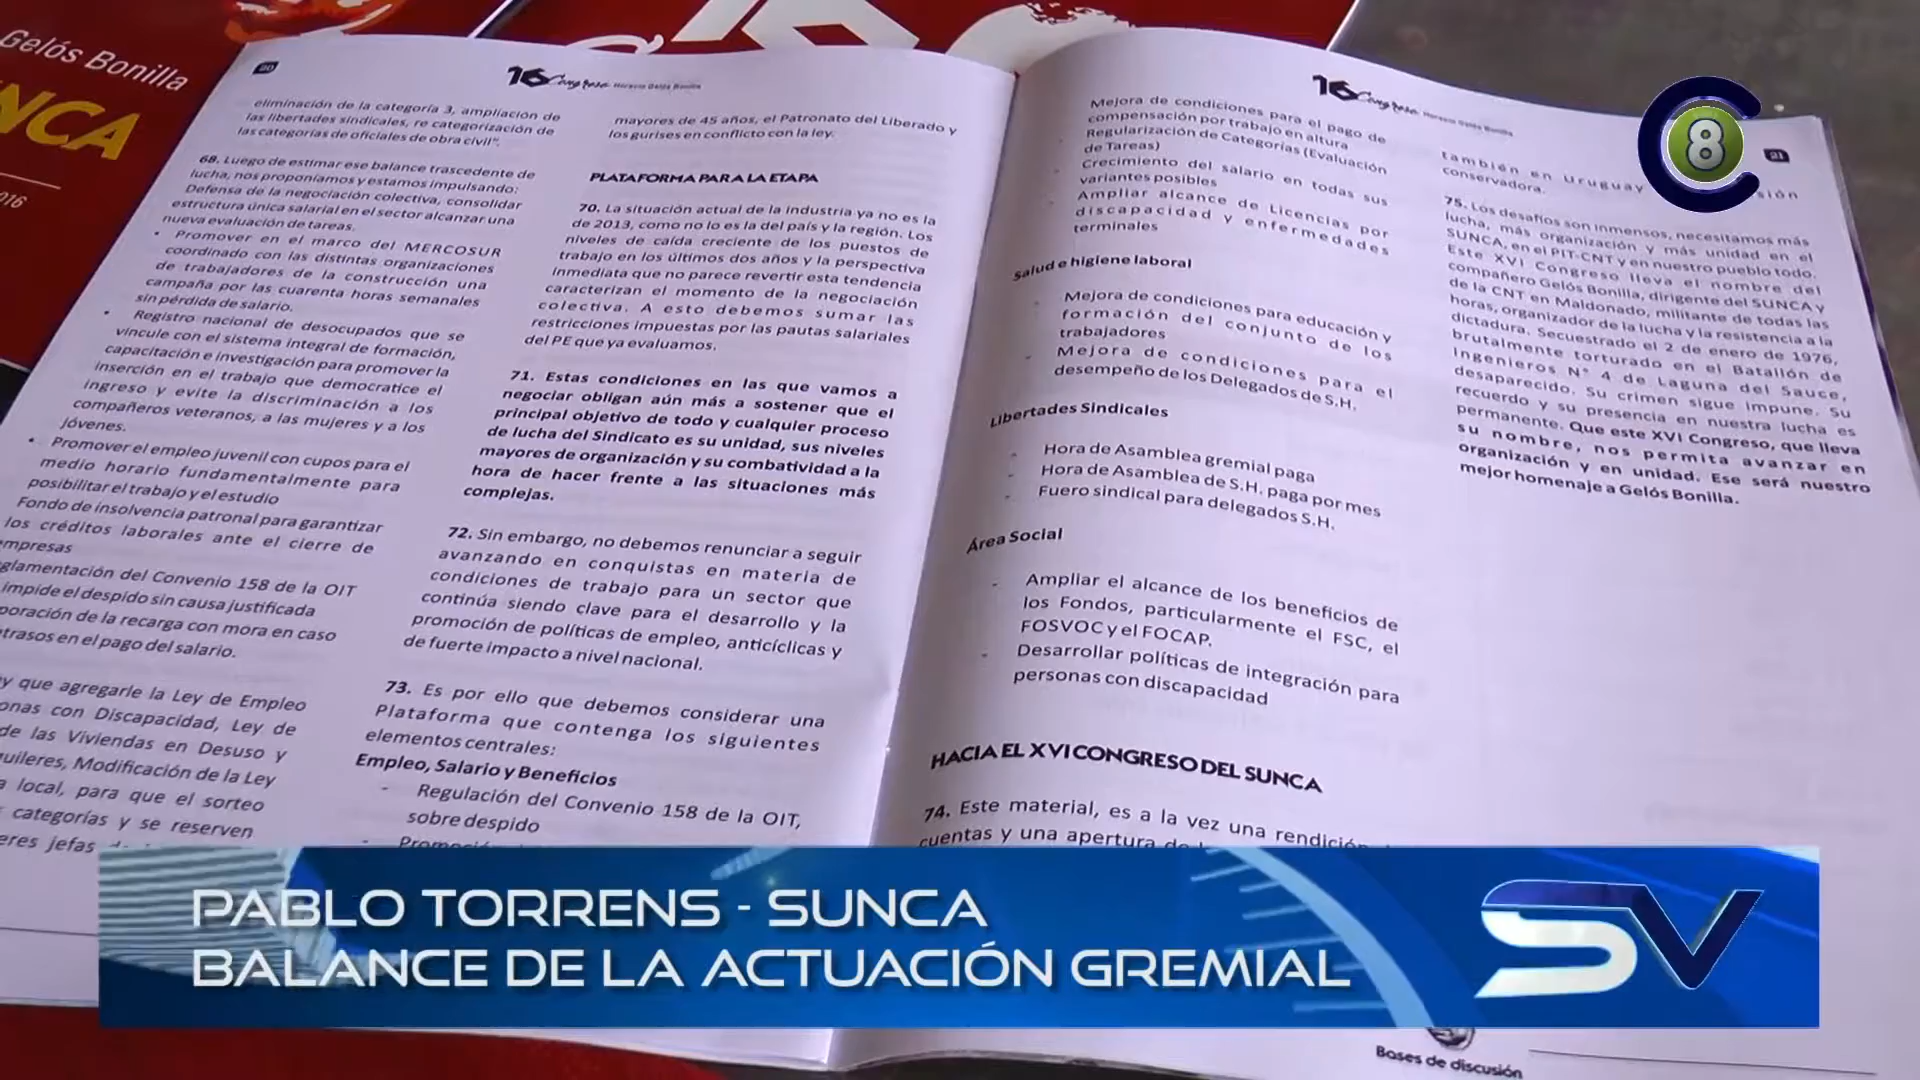 Gelós Bonilla
NCA
2016
20
16 Congreso Horacio Gelós Bonilla
eliminación de la categoría 3, ampliación de
las libertades sindicales, re categorización de
las categorías de oficiales de obra civil".
68. Luego de estimar ese balance trascedente de
lucha, nos proponíamos y estamos impulsando:
Defensa de la negociación colectiva, consolidar
estructura única salarial en el sector alcanzar una
nueva evaluación de tareas.
• Promover en el marco del MERCOSUR
coordinado con las distintas organizaciones
de trabajadores de la construcción una
campaña por las cuarenta horas semanales
sin pérdida de salario.
• Registro nacional de desocupados que se
vincule con el sistema integral de formación,
capacitación e investigación para promover la
inserción en el trabajo que democratice el
ingreso y evite la discriminación a los
compañeros veteranos, a las mujeres y a los
jóvenes.
• Promover el empleo juvenil con cupos para el
medio horario fundamentalmente para
posibilitar el trabajo y el estudio
Fondo de insolvencia patronal para garantizar
los créditos laborales ante el cierre de
empresas
glamentación del Convenio 158 de la OIT
impide el despido sin causa justificada
poración de la recarga con mora en caso
trasos en el pago del salario.
y que agregarle la Ley de Empleo
onas con Discapacidad, Ley de
de las Viviendas en Desuso y
uileres, Modificación de la Ley
a local, para que el sorteo
categorías y se reserven
eres jefas
mayores de 45 años, el Patronato del Liberado y
los gurises en conflicto con la ley.
PLATAFORMA PARA LA ETAPA
70. La situación actual de la industria ya no es la
de 2013, como no lo es la del país y la región. Los
niveles de caída creciente de los puestos de
trabajo en los últimos dos años y la perspectiva
inmediata que no parece revertir esta tendencia
caracterizan el momento de la negociación
colectiva. A esto debemos sumar las
restricciones impuestas por las pautas salariales
del PE que ya evaluamos.
71. Estas condiciones en las que vamos a
negociar obligan aún más a sostener que el
principal objetivo de todo y cualquier proceso
de lucha del Sindicato es su unidad, sus niveles
mayores de organización y su combatividad a la
hora de hacer frente a las situaciones más
complejas.
72. Sin embargo, no debemos renunciar a seguir
avanzando en conquistas en materia de
condiciones de trabajo para un sector que
continúa siendo clave para el desarrollo y la
promoción de políticas de empleo, anticíclicas y
de fuerte impacto a nivel nacional.
73. Es por ello que debemos considerar una
Plataforma que contenga los siguientes
elementos centrales:
Empleo, Salario y Beneficios
- Regulación del Convenio 158 de la OIT,
sobre despido
16 Congreso Horacio Gelós Bonilla
21
Mejora de condiciones para el pago de
compensación por trabajo en altura
- Regularización de Categorías (Evaluación
de Tareas)
- Crecimiento del salario en todas sus
variantes posibles
- Ampliar alcance de Licencias por
discapacidad y enfermedades
terminales
Salud e higiene laboral
- Mejora de condiciones para educación y
formación del conjunto de los
trabajadores
- Mejora de condiciones para el
desempeño de los Delegados de S.H.
Libertades Sindicales
- Hora de Asamblea gremial paga
- Hora de Asamblea de S.H. paga por mes
- Fuero sindical para delegados S.H.
Área Social
- Ampliar el alcance de los beneficios de
los Fondos, particularmente el FSC, el
FOSVOC y el FOCAP.
- Desarrollar políticas de integración para
personas con discapacidad
HACIA EL XVI CONGRESO DEL SUNCA
74. Este material, es a la vez una rendición
cuentas y una apertura
también en Uruguay
conservadora.
75. Los desafíos son inmensos, necesitamos más
lucha, más organización y más unidad en el
SUNCA, en el PIT-CNT y en nuestro pueblo todo.
Este XVI Congreso lleva el nombre del
compañero Gelós Bonilla, dirigente del SUNCA y
de la CNT en Maldonado, militante de todas las
horas, organizador de la lucha y la resistencia a la
dictadura. Secuestrado el 2 de enero de 1976,
brutalmente torturado en el Batallón de
Ingenieros N° 4 de Laguna del Sauce,
desaparecido. Su crimen sigue impune. Su
recuerdo y su presencia en nuestra lucha es
permanente. Que este XVI Congreso, que lleva
su nombre, nos permita avanzar en
organización y en unidad. Ese será nuestro
mejor homenaje a Gelós Bonilla.
8
PABLO TORRENS - SUNCA
BALANCE DE LA ACTUACIÓN GREMIAL
SV
Bases de discusión